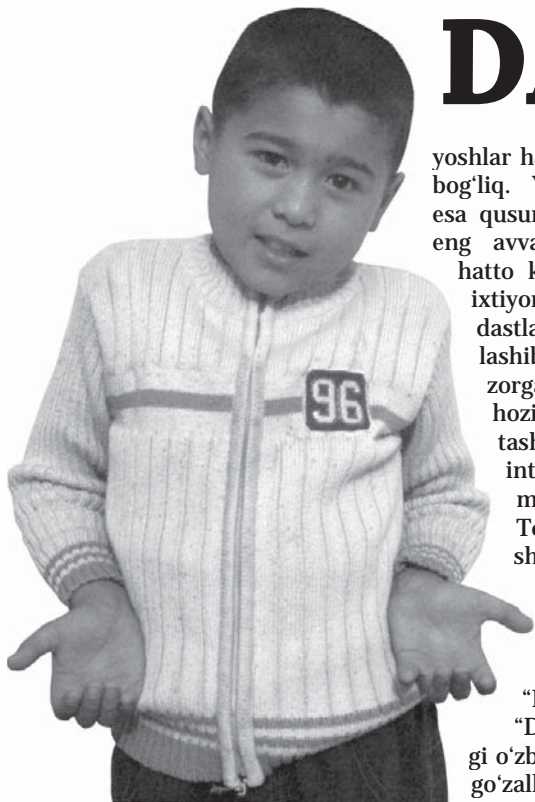 DA
yoshlar ha
bog‘liq. Y
esa qusur
eng avva
hatto k
ixtiyor
dastla
lashib
zorga
hozi
tash
int
m
To
sh
96
“I
“D
gi o‘zb
go‘zall